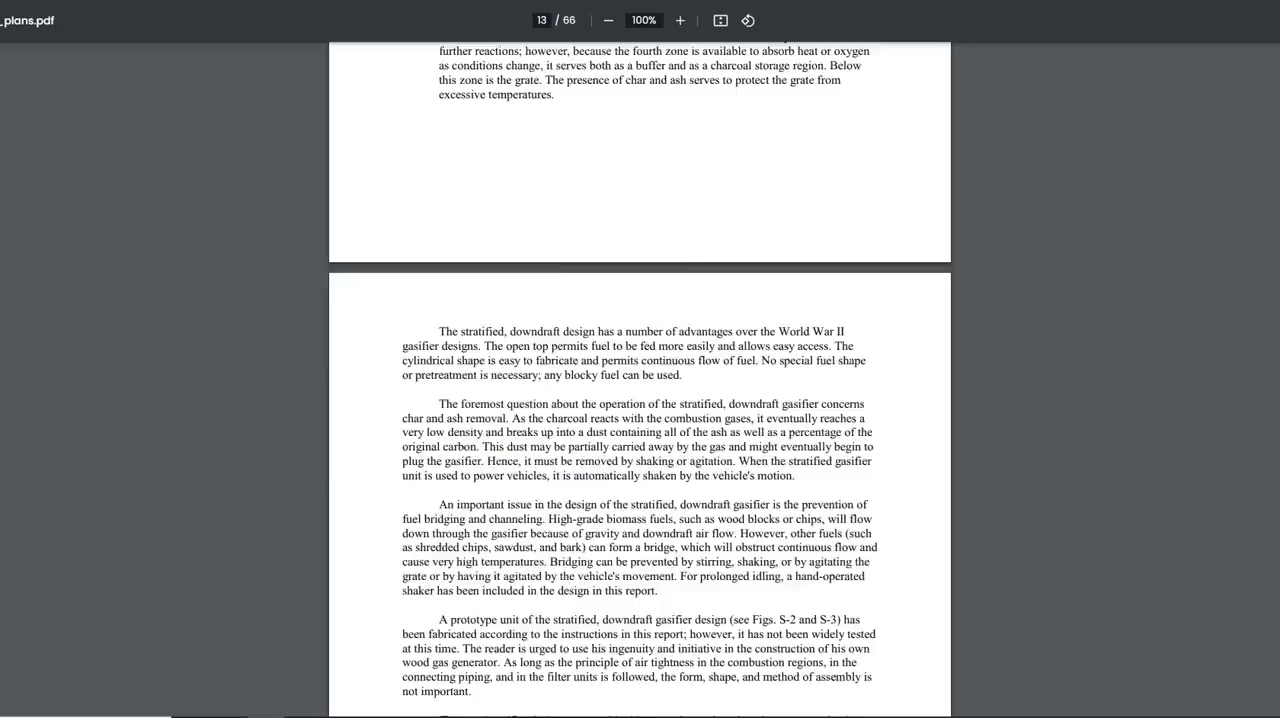 _plans.pdf
13 / 66
100%
further reactions; however, because the fourth zone is available to absorb heat or oxygen
as conditions change, it serves both as a buffer and as a charcoal storage region. Below
this zone is the grate. The presence of char and ash serves to protect the grate from
excessive temperatures.
The stratified, downdraft design has a number of advantages over the World War II
gasifier designs. The open top permits fuel to be fed more easily and allows easy access. The
cylindrical shape is easy to fabricate and permits continuous flow of fuel. No special fuel shape
or pretreatment is necessary; any blocky fuel can be used.
The foremost question about the operation of the stratified, downdraft gasifier concerns
char and ash removal. As the charcoal reacts with the combustion gases, it eventually reaches a
very low density and breaks up into a dust containing all of the ash as well as a percentage of the
original carbon. This dust may be partially carried away by the gas and might eventually begin to
plug the gasifier. Hence, it must be removed by shaking or agitation. When the stratified gasifier
unit is used to power vehicles, it is automatically shaken by the vehicle's motion.
An important issue in the design of the stratified, downdraft gasifier is the prevention of
fuel bridging and channeling. High-grade biomass fuels, such as wood blocks or chips, will flow
down through the gasifier because of gravity and downdraft air flow. However, other fuels (such
as shredded chips, sawdust, and bark) can form a bridge, which will obstruct continuous flow and
cause very high temperatures. Bridging can be prevented by stirring, shaking, or by agitating the
grate or by having it agitated by the vehicle's movement. For prolonged idling, a hand-operated
shaker has been included in the design in this report.
A prototype unit of the stratified, downdraft gasifier design (see Figs. S-2 and S-3) has
been fabricated according to the instructions in this report; however, it has not been widely tested
at this time. The reader is urged to use his ingenuity and initiative in the construction of his own
wood gas generator. As long as the principle of air tightness in the combustion regions, in the
connecting piping, and in the filter units is followed, the form, shape, and method of assembly is
not important.